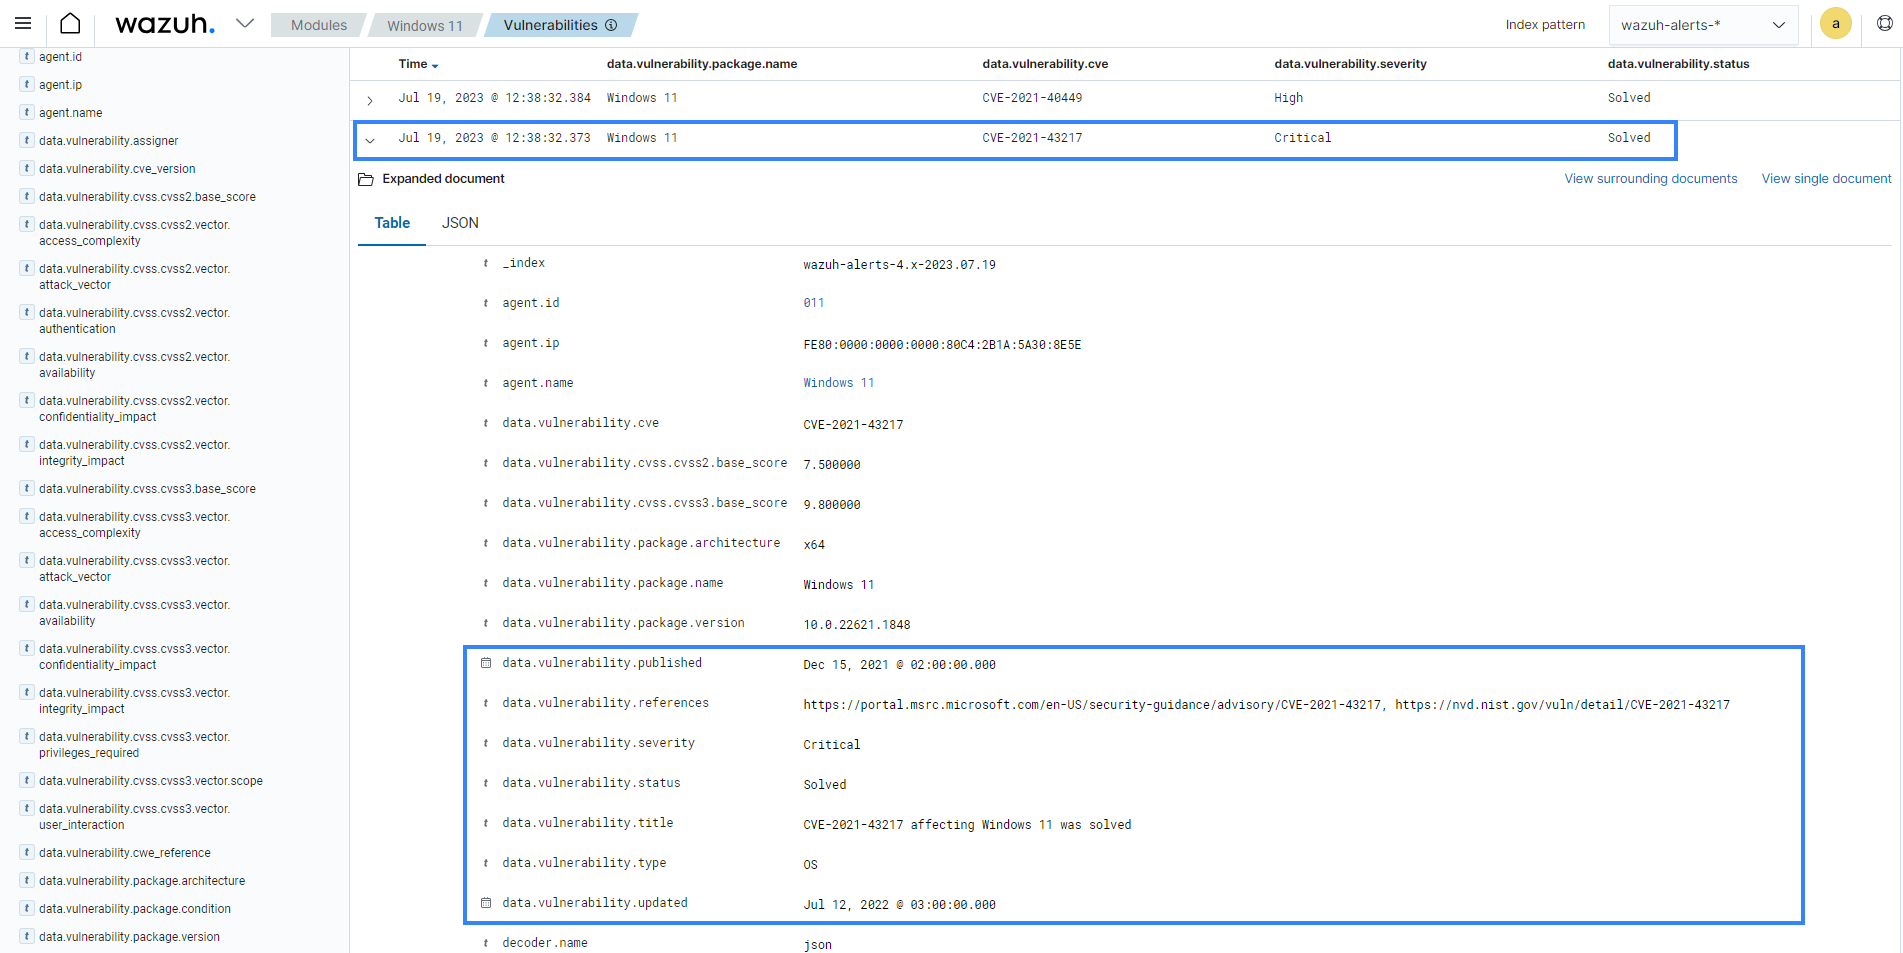 wazuh.
Modules
Windows 11
Vulnerabilities
Index pattern
wazuh-alerts-*
a
t agent.id
t agent.ip
t agent.name
t data.vulnerability.assigner
t data.vulnerability.cve_version
t data.vulnerability.cvss.cvss2.base_score
t data.vulnerability.cvss.cvss2.vector.
access_complexity
t data.vulnerability.cvss.cvss2.vector.
attack_vector
t data.vulnerability.cvss.cvss2.vector.
authentication
t data.vulnerability.cvss.cvss2.vector.
availability
t data.vulnerability.cvss.cvss2.vector.
confidentiality_impact
t data.vulnerability.cvss.cvss2.vector.
integrity_impact
t data.vulnerability.cvss.cvss3.base_score
t data.vulnerability.cvss.cvss3.vector.
access_complexity
t data.vulnerability.cvss.cvss3.vector.
attack_vector
t data.vulnerability.cvss.cvss3.vector.
availability
t data.vulnerability.cvss.cvss3.vector.
confidentiality_impact
t data.vulnerability.cvss.cvss3.vector.
integrity_impact
t data.vulnerability.cvss.cvss3.vector.
privileges_required
t data.vulnerability.cvss.cvss3.vector.scope
t data.vulnerability.cvss.cvss3.vector.
user_interaction
t data.vulnerability.cwe_reference
t data.vulnerability.package.architecture
t data.vulnerability.package.condition
t data.vulnerability.package.version
Time data.vulnerability.package.name data.vulnerability.cve data.vulnerability.severity data.vulnerability.status
Jul 19, 2023 @ 12:38:32.384 Windows 11 CVE-2021-40449 High Solved
Jul 19, 2023 @ 12:38:32.373 Windows 11 CVE-2021-43217 Critical Solved
Expanded document View surrounding documents View single document
Table JSON
t _index wazuh-alerts-4.x-2023.07.19
t agent.id 011
t agent.ip FE80:0000:0000:0000:80C4:2B1A:5A30:8E5E
t agent.name Windows 11
t data.vulnerability.cve CVE-2021-43217
t data.vulnerability.cvss.cvss2.base_score 7.500000
t data.vulnerability.cvss.cvss3.base_score 9.800000
t data.vulnerability.package.architecture x64
t data.vulnerability.package.name Windows 11
t data.vulnerability.package.version 10.0.22621.1848
data.vulnerability.published Dec 15, 2021 @ 02:00:00.000
t data.vulnerability.references https://portal.msrc.microsoft.com/en-US/security-guidance/advisory/CVE-2021-43217, https://nvd.nist.gov/vuln/detail/CVE-2021-43217
t data.vulnerability.severity Critical
t data.vulnerability.status Solved
t data.vulnerability.title CVE-2021-43217 affecting Windows 11 was solved
t data.vulnerability.type OS
data.vulnerability.updated Jul 12, 2022 @ 03:00:00.000
t decoder.name json